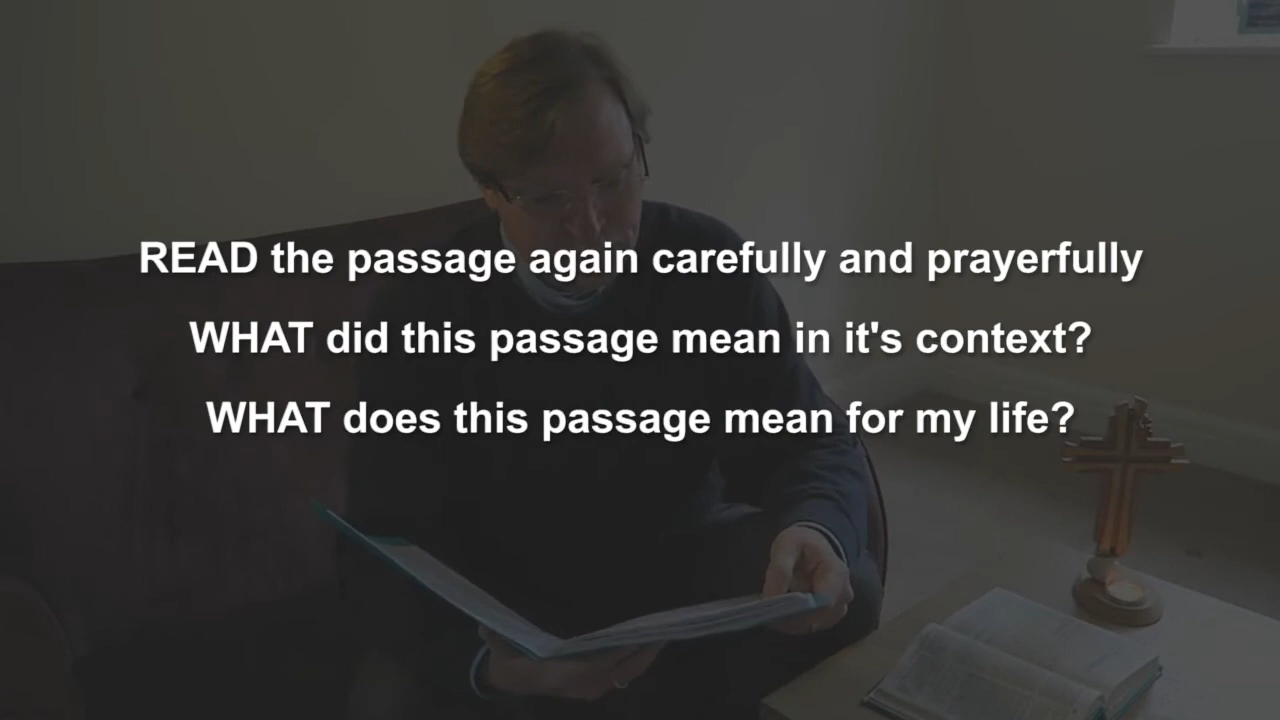 READ the passage again carefully and prayerfully
WHAT did this passage mean in it's context?
WHAT does this passage mean for my life?